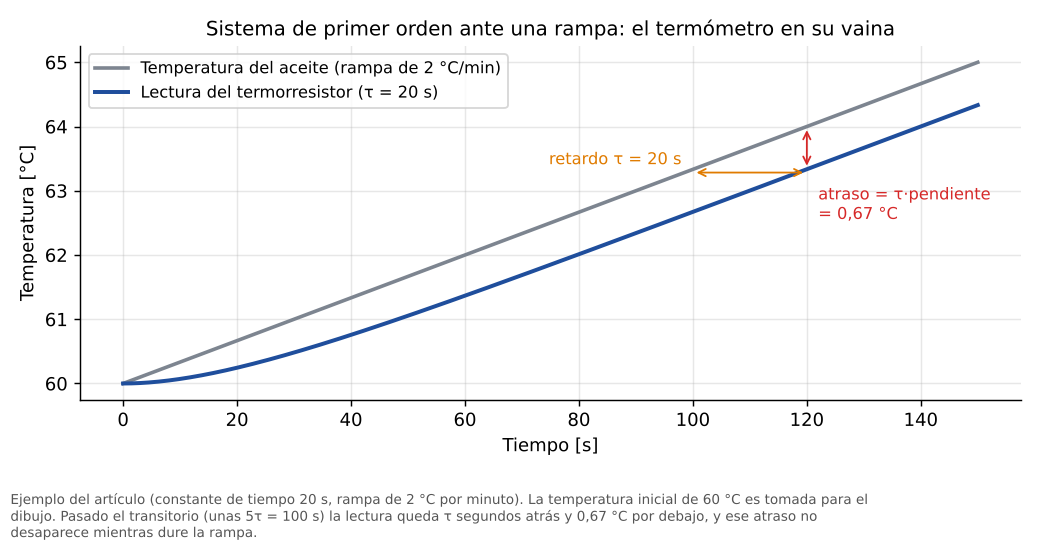 Sistema de primer orden ante una rampa: el termómetro en su vaina
Temperatura del aceite (rampa de 2 °C/min)
Lectura del termorresistor (τ = 20 s)
retardo τ = 20 s
atraso = τ·pendiente
= 0,67 °C
Temperatura [°C]
65
64
63
62
61
60
0 20 40 60 80 100 120 140
Tiempo [s]
Ejemplo del artículo (constante de tiempo 20 s, rampa de 2 °C por minuto). La temperatura inicial de 60 °C es tomada para el
dibujo. Pasado el transitorio (unas 5τ = 100 s) la lectura queda τ segundos atrás y 0,67 °C por debajo, y ese atraso no
desaparece mientras dure la rampa.